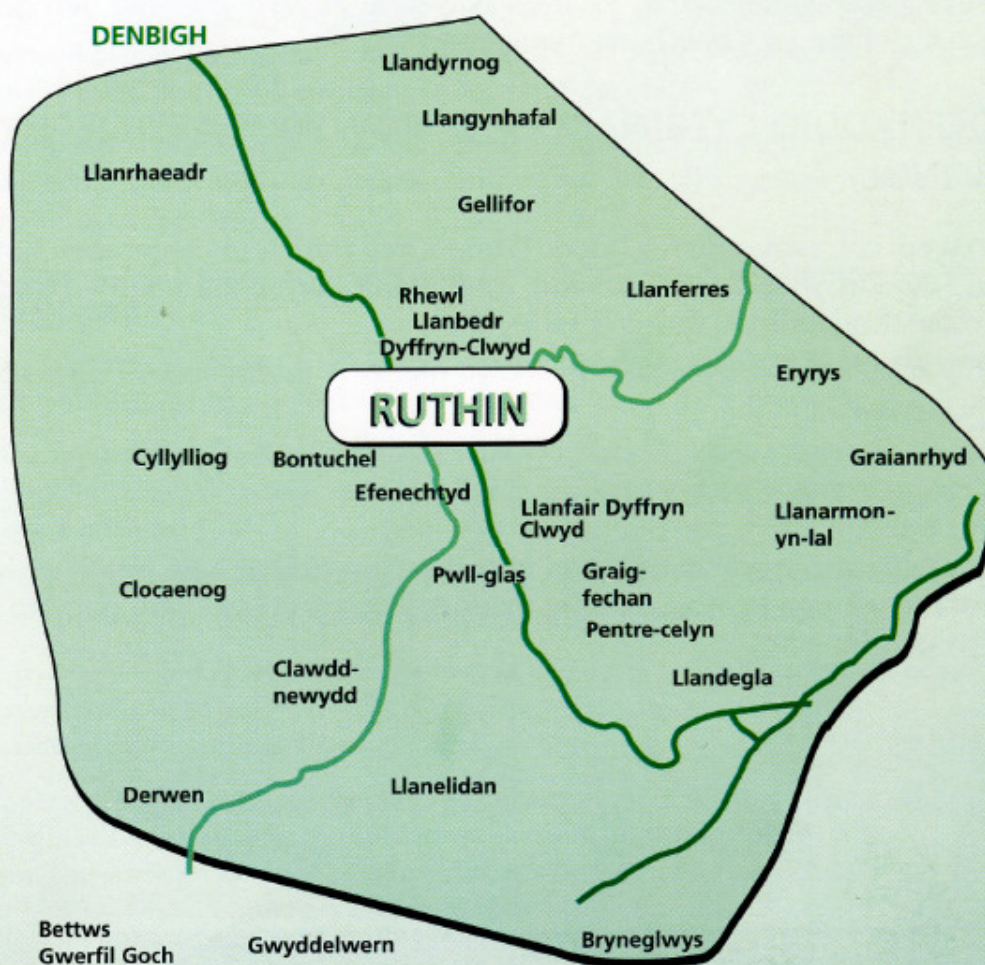 DENBIGH
Llandyrnog
Llangynhafal
Llanrhaeadr
Gellifor
Llanferres
Rhewl
Llanbedr
Dyffryn-Clwyd
Eryrys
RUTHIN
Cyllylliog
Bontuchel
Graianrhyd
Efenechtyd
Llanfair Dyffryn
Clwyd
Llanarmon-
yn-lal
Pwll-glas
Graig-
fechan
Clocaenog
Pentre-celyn
Clawdd-
newydd
Llandegla
Llanelidan
Derwen
Bettws
Gwerfil Goch
Gwyddelwern
Bryneglwys